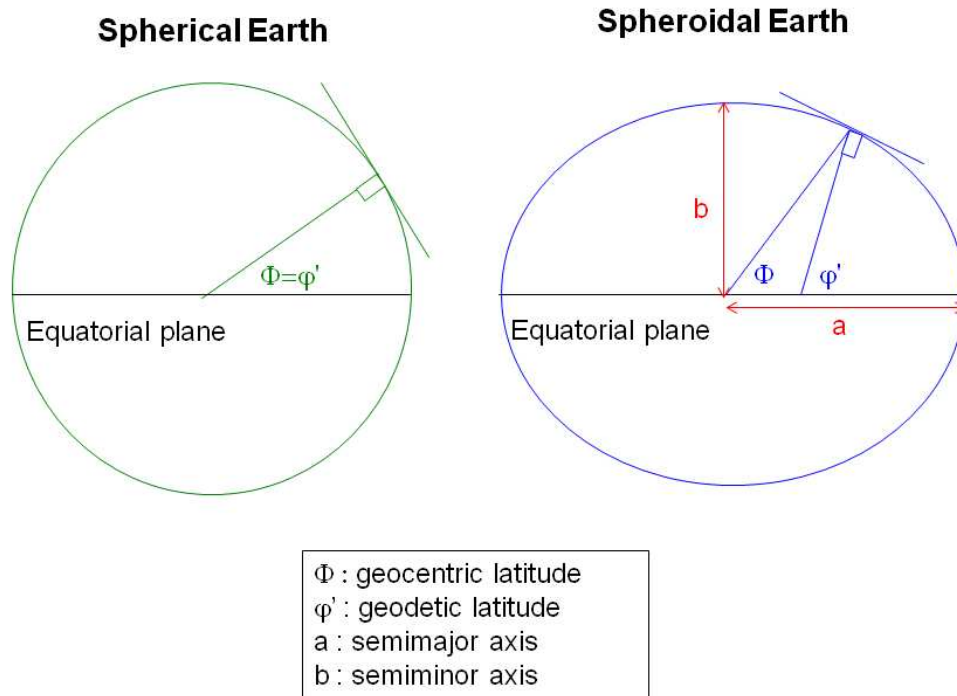 Spherical Earth
Φ=φ'
Equatorial plane
Spheroidal Earth
b
Φ
φ'
Equatorial plane
a
Φ : geocentric latitude
φ' : geodetic latitude
a : semimajor axis
b : semiminor axis